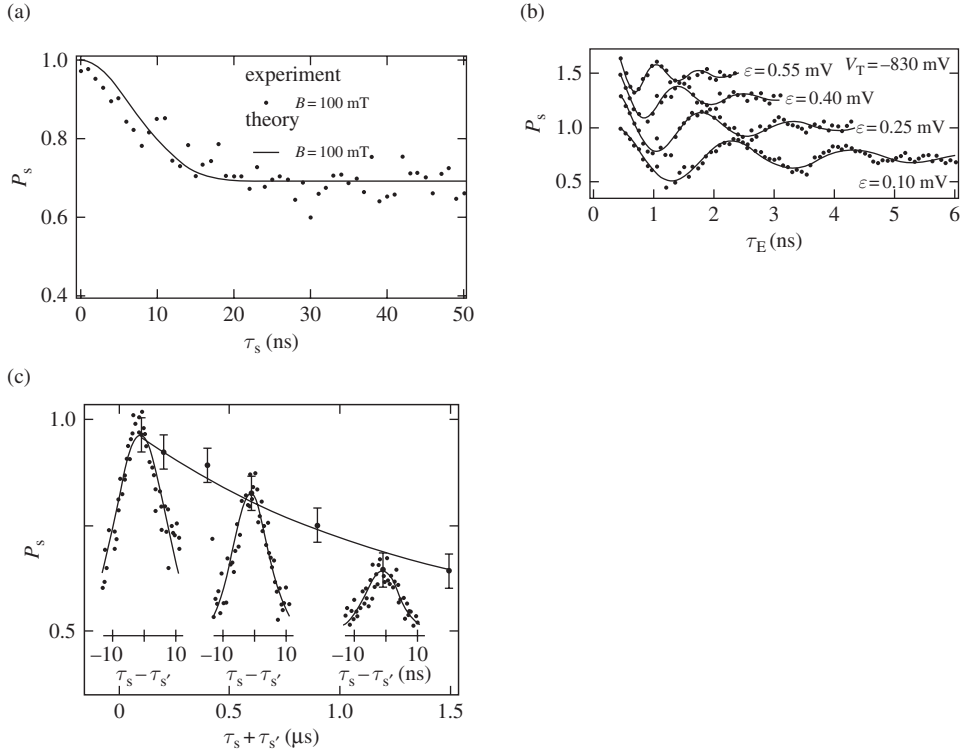 (a)
1.0
0.8
0.6
0.4
P_s
experiment
B = 100 mT
theory
B = 100 mT
0 10 20 30 40 50
τ_s (ns)
(b)
1.5
1.0
0.5
P_s
ε = 0.55 mV V_T = −830 mV
ε = 0.40 mV
ε = 0.25 mV
ε = 0.10 mV
0 1 2 3 4 5 6
τ_E (ns)
(c)
1.0
0.5
P_s
−10 10
τ_s − τ_s′
−10 10
τ_s − τ_s′
−10 10
τ_s − τ_s′ (ns)
0 0.5 1.0 1.5
τ_s + τ_s′ (μs)